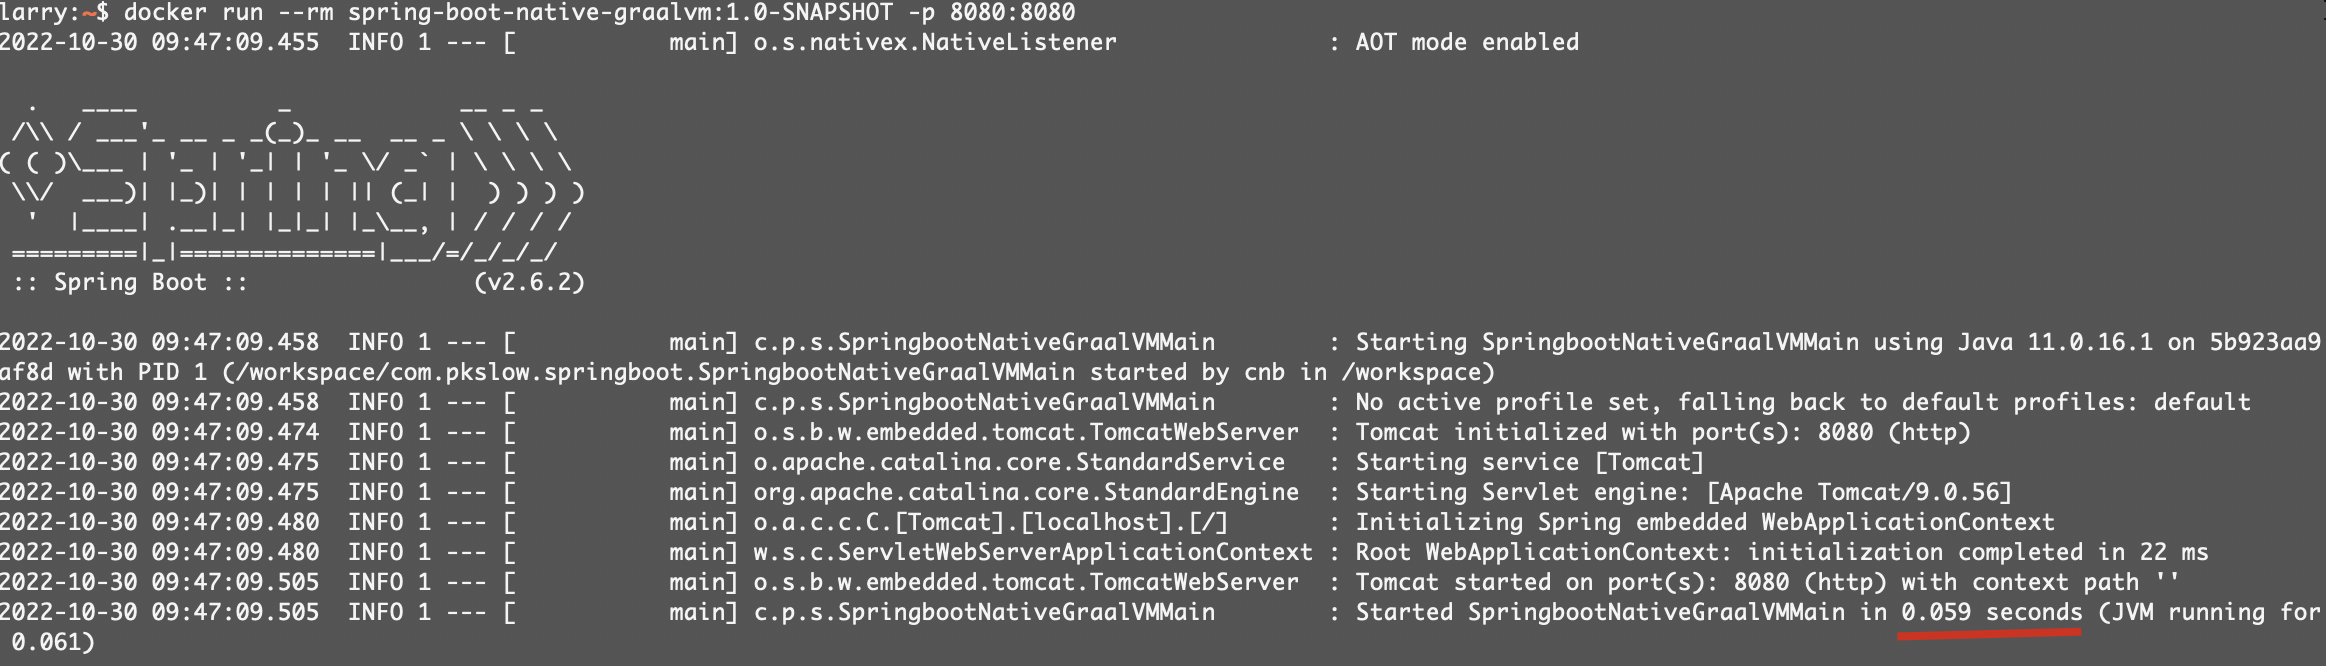 larry:~$ docker run --rm spring-boot-native-graalvm:1.0-SNAPSHOT -p 8080:8080
2022-10-30 09:47:09.455  INFO 1 --- [           main] o.s.nativex.NativeListener               : AOT mode enabled

  .   ____          _            __ _ _
 /\\ / ___'_ __ _ _(_)_ __  __ _ \ \ \ \
( ( )\___ | '_ | '_| | '_ \/ _` | \ \ \ \
 \\/  ___)| |_)| | | | | || (_| |  ) ) ) )
  '  |____| .__|_| |_|_| |_\__, | / / / /
 =========|_|==============|___/=/_/_/_/
 :: Spring Boot ::                (v2.6.2)

2022-10-30 09:47:09.458  INFO 1 --- [           main] c.p.s.SpringbootNativeGraalVMMain        : Starting SpringbootNativeGraalVMMain using Java 11.0.16.1 on 5b923aa9
af8d with PID 1 (/workspace/com.pkslow.springboot.SpringbootNativeGraalVMMain started by cnb in /workspace)
2022-10-30 09:47:09.458  INFO 1 --- [           main] c.p.s.SpringbootNativeGraalVMMain        : No active profile set, falling back to default profiles: default
2022-10-30 09:47:09.474  INFO 1 --- [           main] o.s.b.w.embedded.tomcat.TomcatWebServer  : Tomcat initialized with port(s): 8080 (http)
2022-10-30 09:47:09.475  INFO 1 --- [           main] o.apache.catalina.core.StandardService   : Starting service [Tomcat]
2022-10-30 09:47:09.475  INFO 1 --- [           main] org.apache.catalina.core.StandardEngine  : Starting Servlet engine: [Apache Tomcat/9.0.56]
2022-10-30 09:47:09.480  INFO 1 --- [           main] o.a.c.c.C.[Tomcat].[localhost].[/]       : Initializing Spring embedded WebApplicationContext
2022-10-30 09:47:09.480  INFO 1 --- [           main] w.s.c.ServletWebServerApplicationContext : Root WebApplicationContext: initialization completed in 22 ms
2022-10-30 09:47:09.505  INFO 1 --- [           main] o.s.b.w.embedded.tomcat.TomcatWebServer  : Tomcat started on port(s): 8080 (http) with context path ''
2022-10-30 09:47:09.505  INFO 1 --- [           main] c.p.s.SpringbootNativeGraalVMMain        : Started SpringbootNativeGraalVMMain in 0.059 seconds (JVM running for
 0.061)